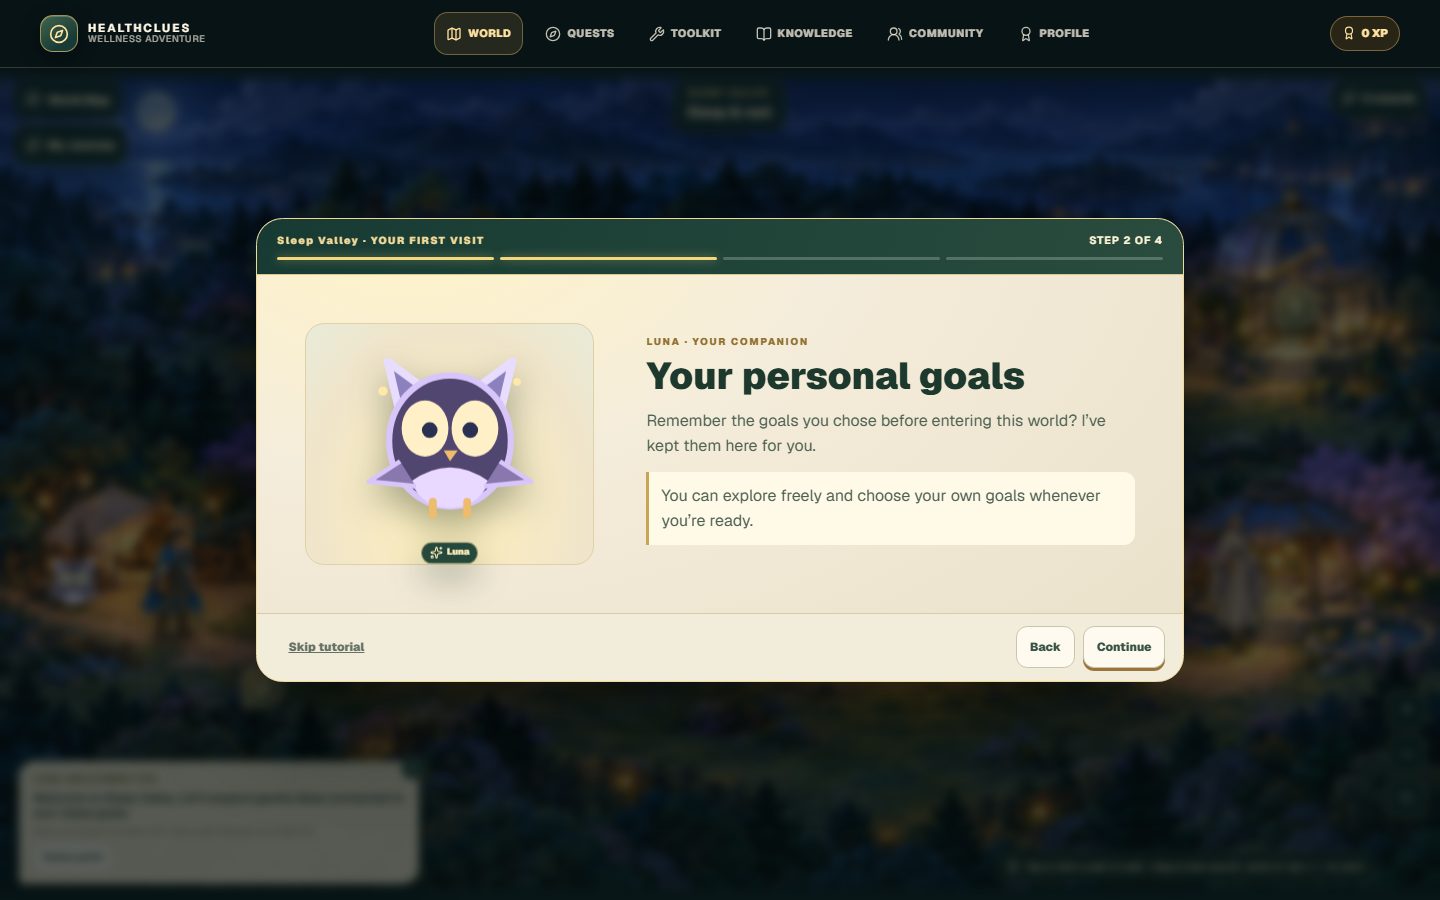 HEALTHCLUES
WELLNESS ADVENTURE
WORLD
QUESTS
TOOLKIT
KNOWLEDGE
COMMUNITY
PROFILE
0 XP
Sleep Valley · YOUR FIRST VISIT
STEP 2 OF 4
Luna
LUNA · YOUR COMPANION
Your personal goals
Remember the goals you chose before entering this world? I’ve
kept them here for you.
You can explore freely and choose your own goals whenever
you’re ready.
Skip tutorial
Back
Continue